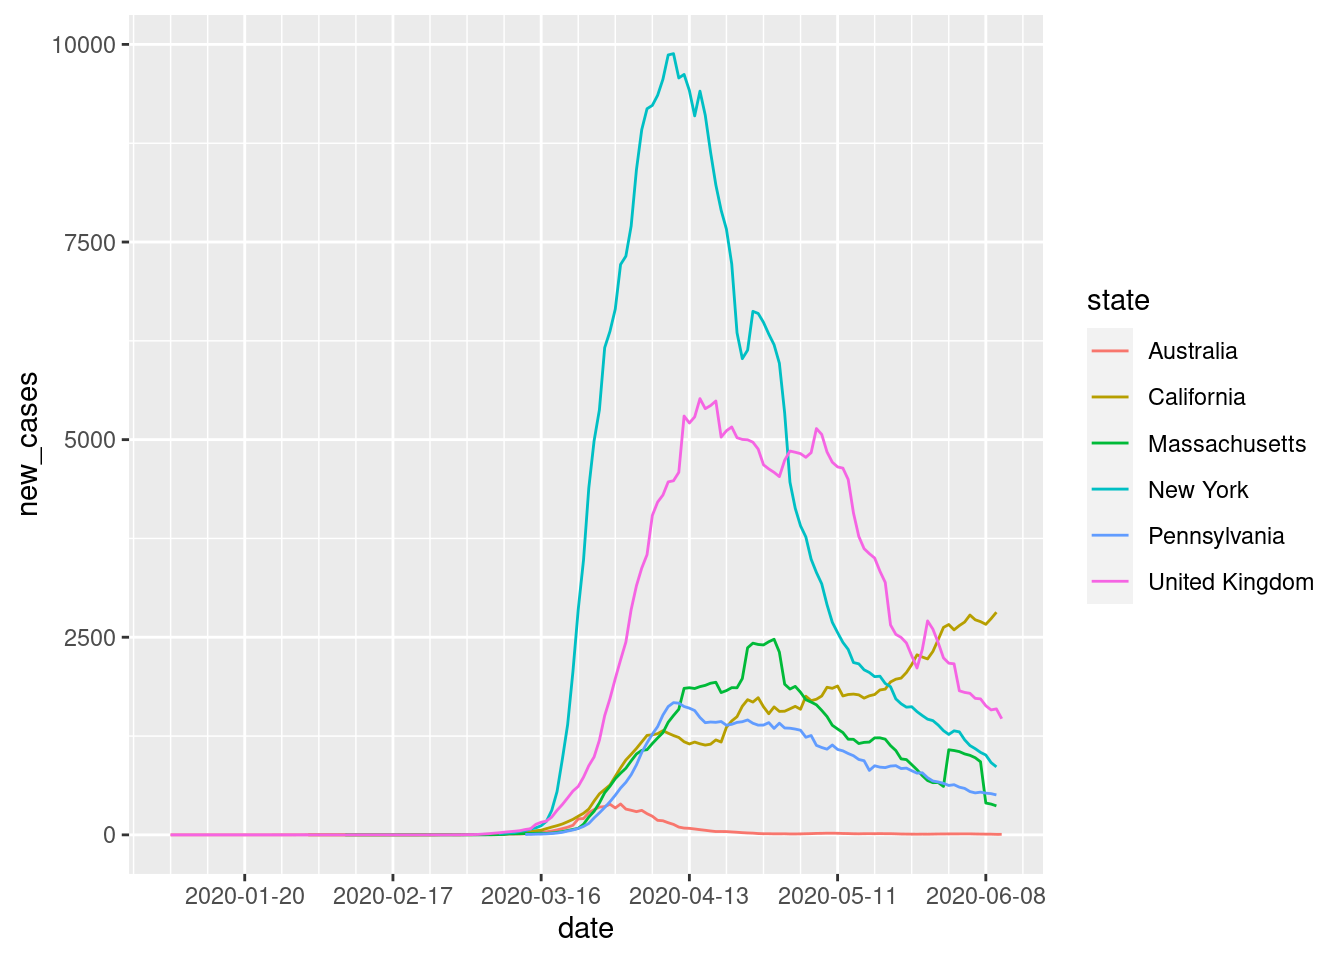 10000
7500
5000
2500
0
new_cases
2020-01-20
2020-02-17
2020-03-16
2020-04-13
2020-05-11
2020-06-08
date
state
Australia
California
Massachusetts
New York
Pennsylvania
United Kingdom